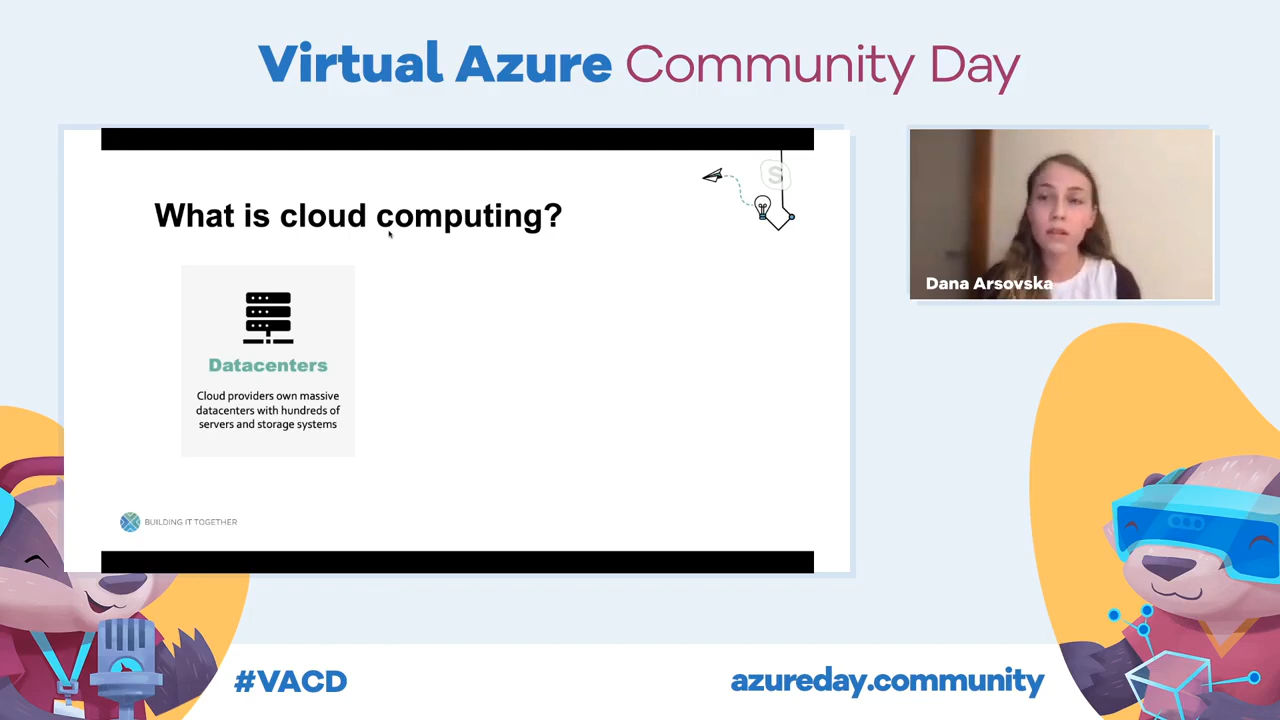 Virtual Azure Community Day
What is cloud computing?
S
Datacenters
Cloud providers own massive
datacenters with hundreds of
servers and storage systems
BUILDING IT TOGETHER
Dana Arsovska
#VACD
azureday.community